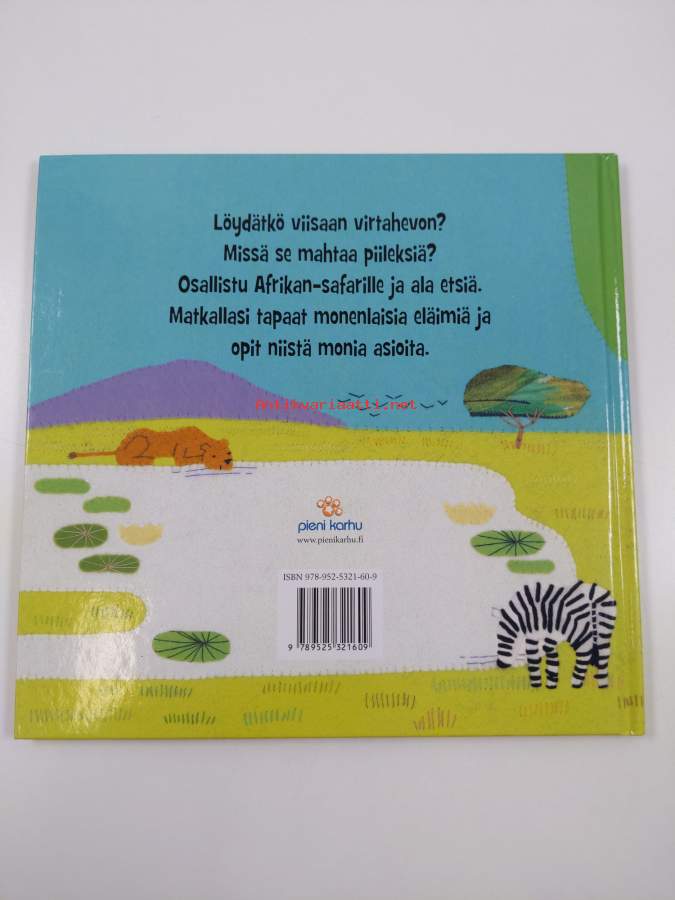 Löydätkö viisaan virtahevon?
Missä se mahtaa piileksiä?
Osallistu Afrikan-safarille ja ala etsiä.
Matkallasi tapaat monenlaisia eläimiä ja
opit niistä monia asioita.
Antikvariaatti.net
pieni karhu
www.pienikarhu.fi
ISBN 978-952-5321-60-9
9 789525 321609